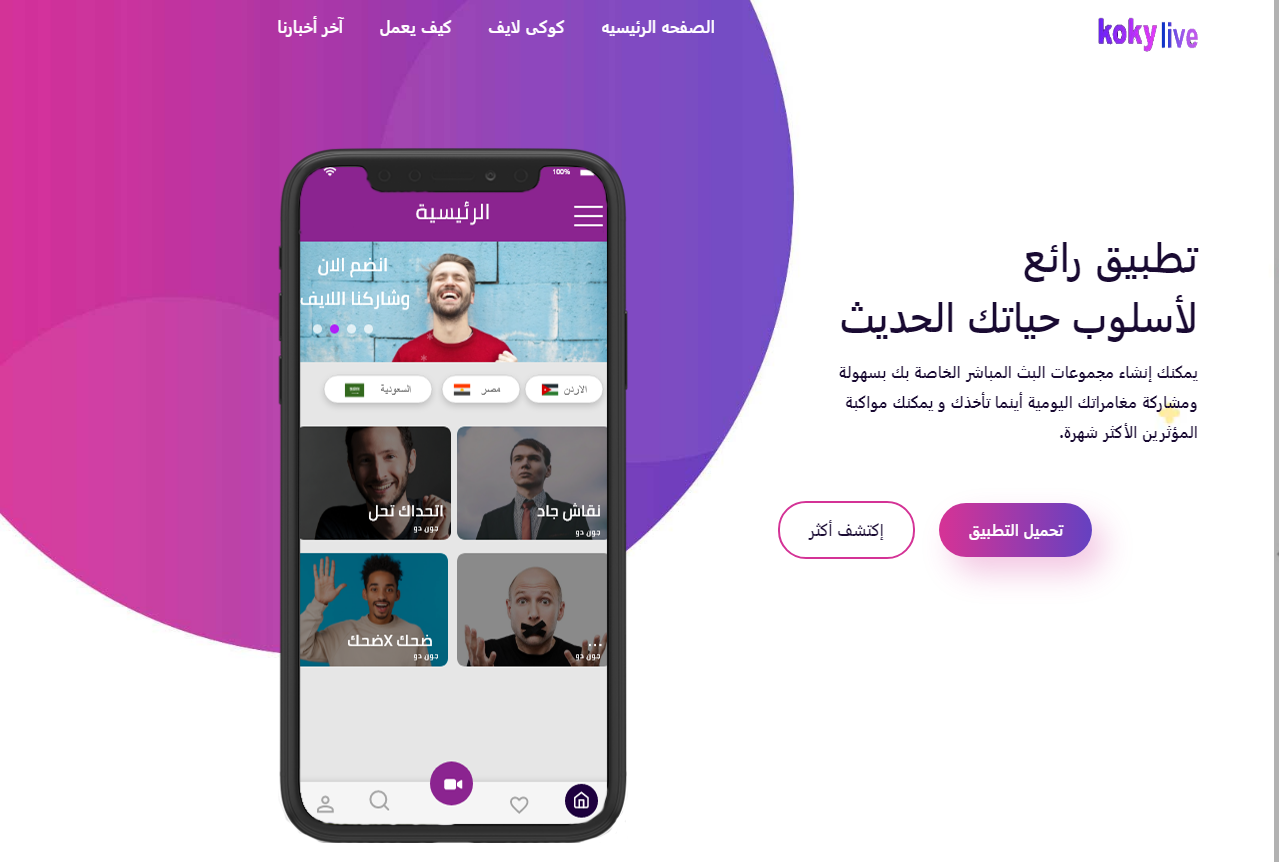 koky live
الصفحه الرئيسيه
كوكى لايف
كيف يعمل
آخر أخبارنا
تطبيق رائع
لأسلوب حياتك الحديث
يمكنك إنشاء مجموعات البث المباشر الخاصة بك بسهولة
ومشاركة مغامراتك اليومية أينما تأخذك و يمكنك مواكبة
المؤثرين الأكثر شهرة.
تحميل التطبيق
إكتشف أكثر
100%
الرئيسية
انضم الان
وشاركنا اللايف
الاردن
مصر
السعودية
نقاش جاد
جون دو
اتحداك تحل
جون دو
...
جون دو
ضحك Xضحك
جون دو